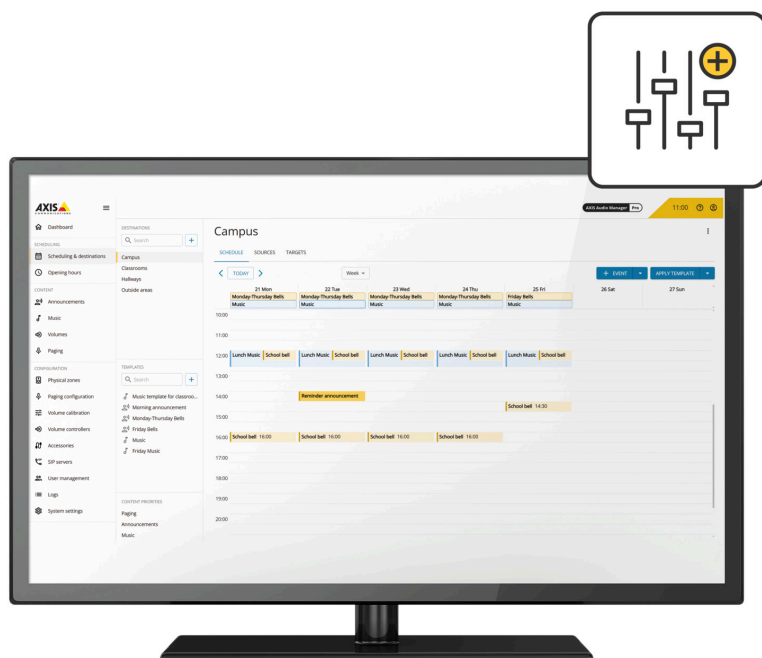 AXIS
COMMUNICATIONS
AXIS Audio Manager Pro
11:00
Dashboard
SCHEDULING
Scheduling & destinations
Opening hours
CONTENT
Announcements
Music
Volumes
Paging
CONFIGURATION
Physical zones
Paging configuration
Volume calibration
Volume controllers
Accessories
SIP servers
User management
Logs
System settings
DESTINATIONS
Search
Campus
Classrooms
Hallways
Outside areas
TEMPLATES
Search
Music template for classroo...
Morning announcement
Monday-Thursday Bells
Friday Bells
Music
Friday Music
CONTENT PRIORITIES
Paging
Announcements
Music
Campus
SCHEDULE SOURCES TARGETS
TODAY Week + EVENT APPLY TEMPLATE
21 Mon 22 Tue 23 Wed 24 Thu 25 Fri 26 Sat 27 Sun
Monday-Thursday Bells Monday-Thursday Bells Monday-Thursday Bells Monday-Thursday Bells Friday Bells
Music Music Music Music Music
10:00
11:00
12:00 Lunch Music School bell Lunch Music School bell Lunch Music School bell Lunch Music School bell Lunch Music School bell
13:00
14:00 Reminder announcement
School bell 14:30
15:00
16:00 School bell 16:00 School bell 16:00 School bell 16:00 School bell 16:00
17:00
18:00
19:00
20:00